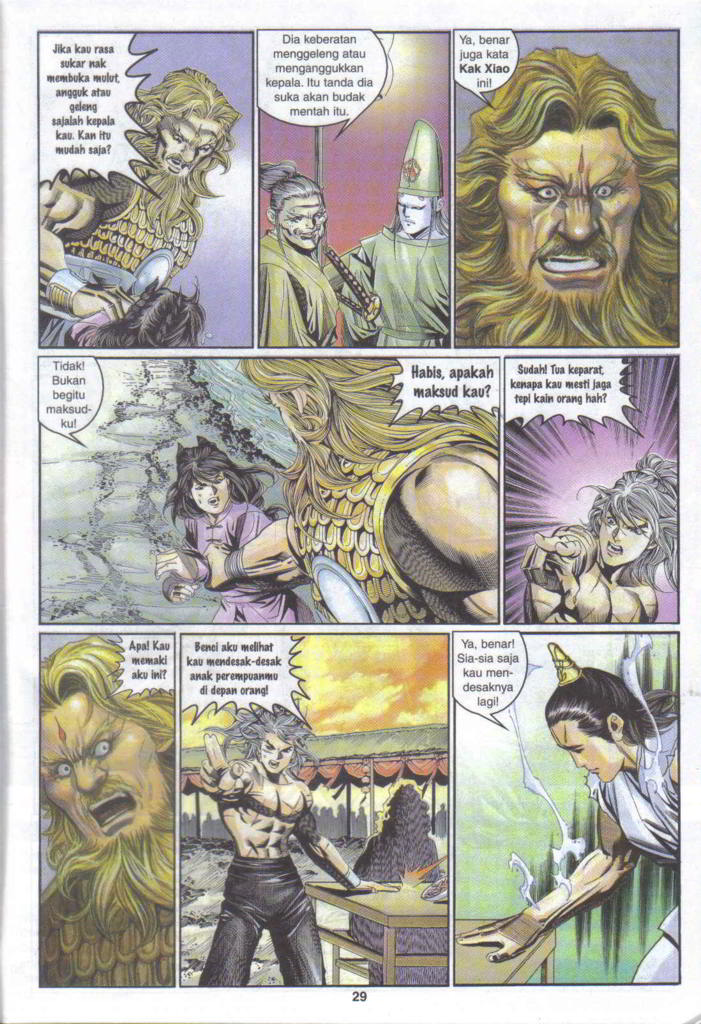 Jika kau rasa
sukar nak
membuka mulut,
angguk atau
geleng
sajalah kepala
kau. Kan itu
mudah saja?
Dia keberatan
menggeleng atau
menganggukkan
kepala. Itu tanda dia
suka akan budak
mentah itu.
Ya, benar
juga kata
Kak Xiao
ini!
Tidak!
Bukan
begitu
maksud-
ku!
Habis, apakah
maksud kau?
Sudah! Tua keparat,
kenapa kau mesti jaga
tepi kain orang hah?
Apa! Kau
memaki
aku ini?
Benci aku melihat
kau mendesak-desak
anak perempuanmu
di depan orang!
Ya, benar!
Sia-sia saja
kau men-
desaknya
lagi!
29